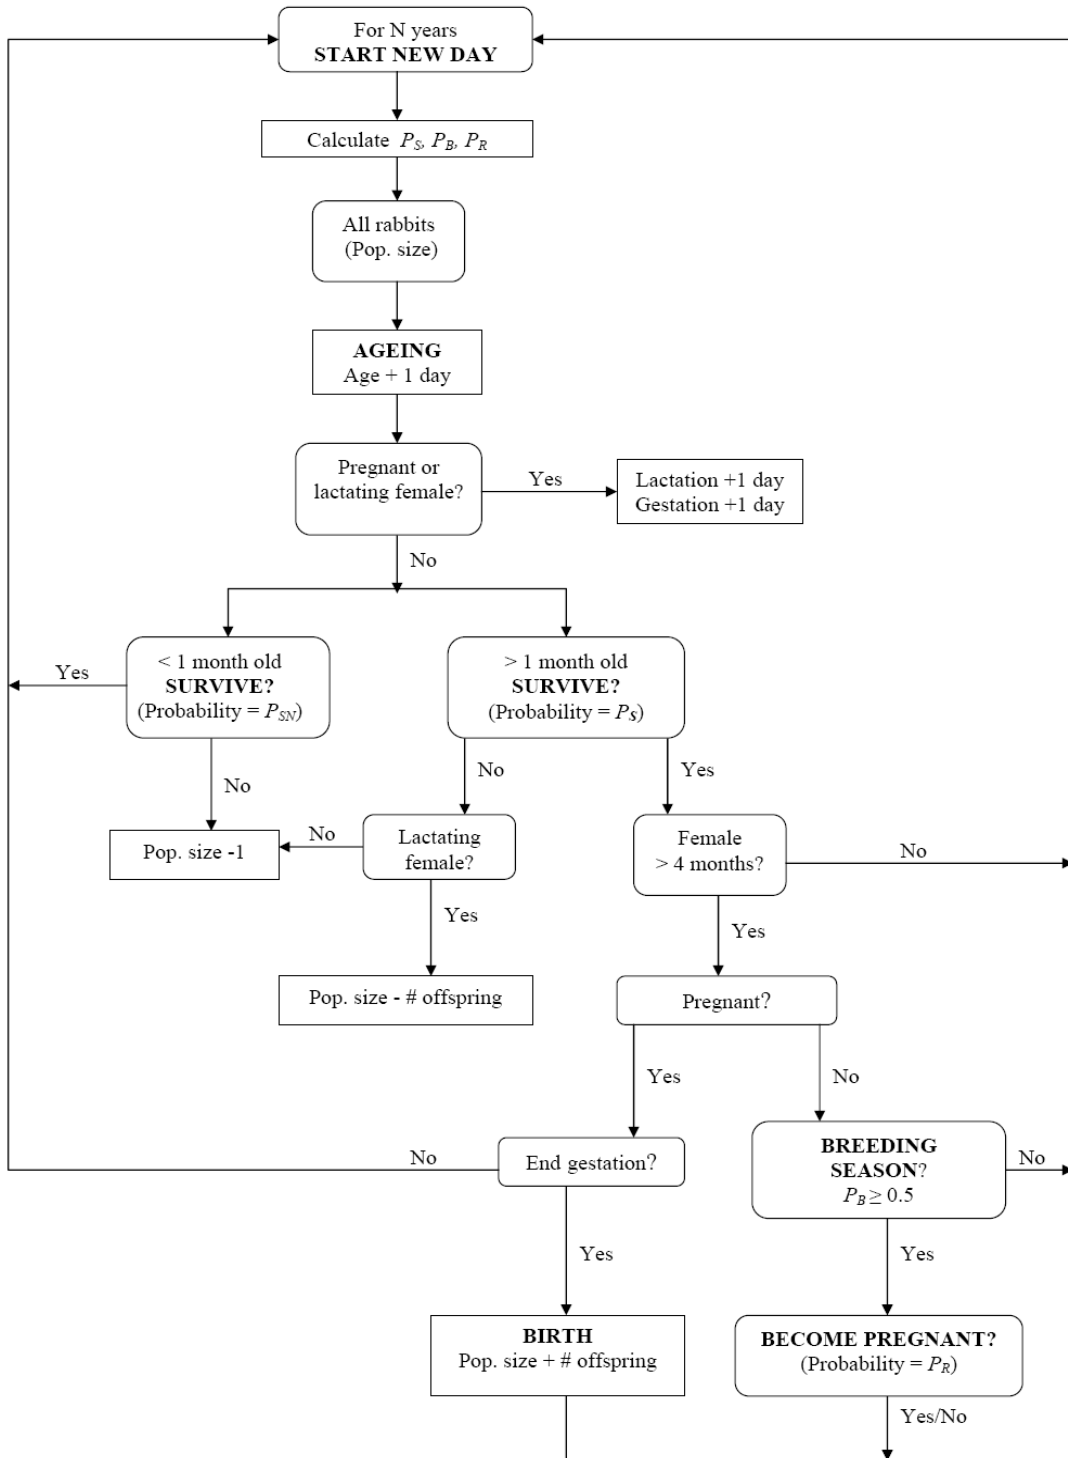 For N years
START NEW DAY
Calculate P_S, P_B, P_R
All rabbits
(Pop. size)
AGEING
Age + 1 day
Pregnant or
lactating female?
Yes
Lactation +1 day
Gestation +1 day
No
< 1 month old
SURVIVE?
(Probability = P_SN)
Yes
> 1 month old
SURVIVE?
(Probability = P_S)
No
No
Yes
Pop. size -1
No
Lactating
female?
Female
> 4 months?
No
Yes
Yes
Pop. size - # offspring
Pregnant?
Yes
No
No
End gestation?
BREEDING
SEASON?
P_B ≥ 0.5
No
Yes
Yes
BIRTH
Pop. size + # offspring
BECOME PREGNANT?
(Probability = P_R)
Yes/No